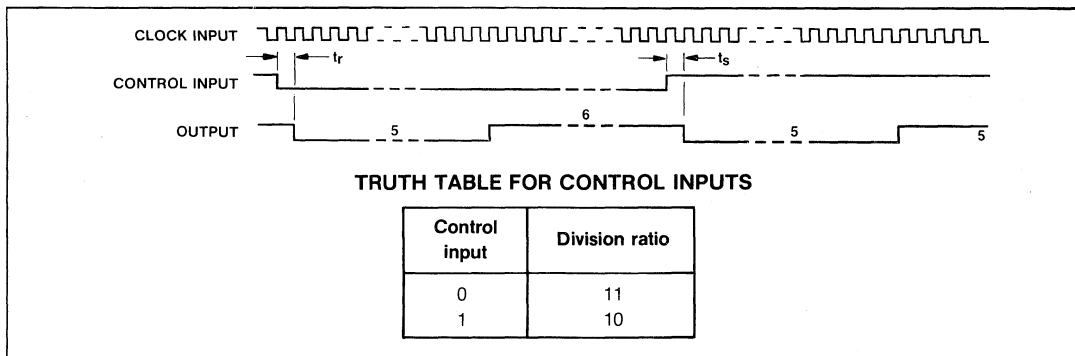 CLOCK INPUT
tr
ts
CONTROL INPUT
6
OUTPUT
5
5
5
TRUTH TABLE FOR CONTROL INPUTS
Control input
Division ratio
0
11
1
10